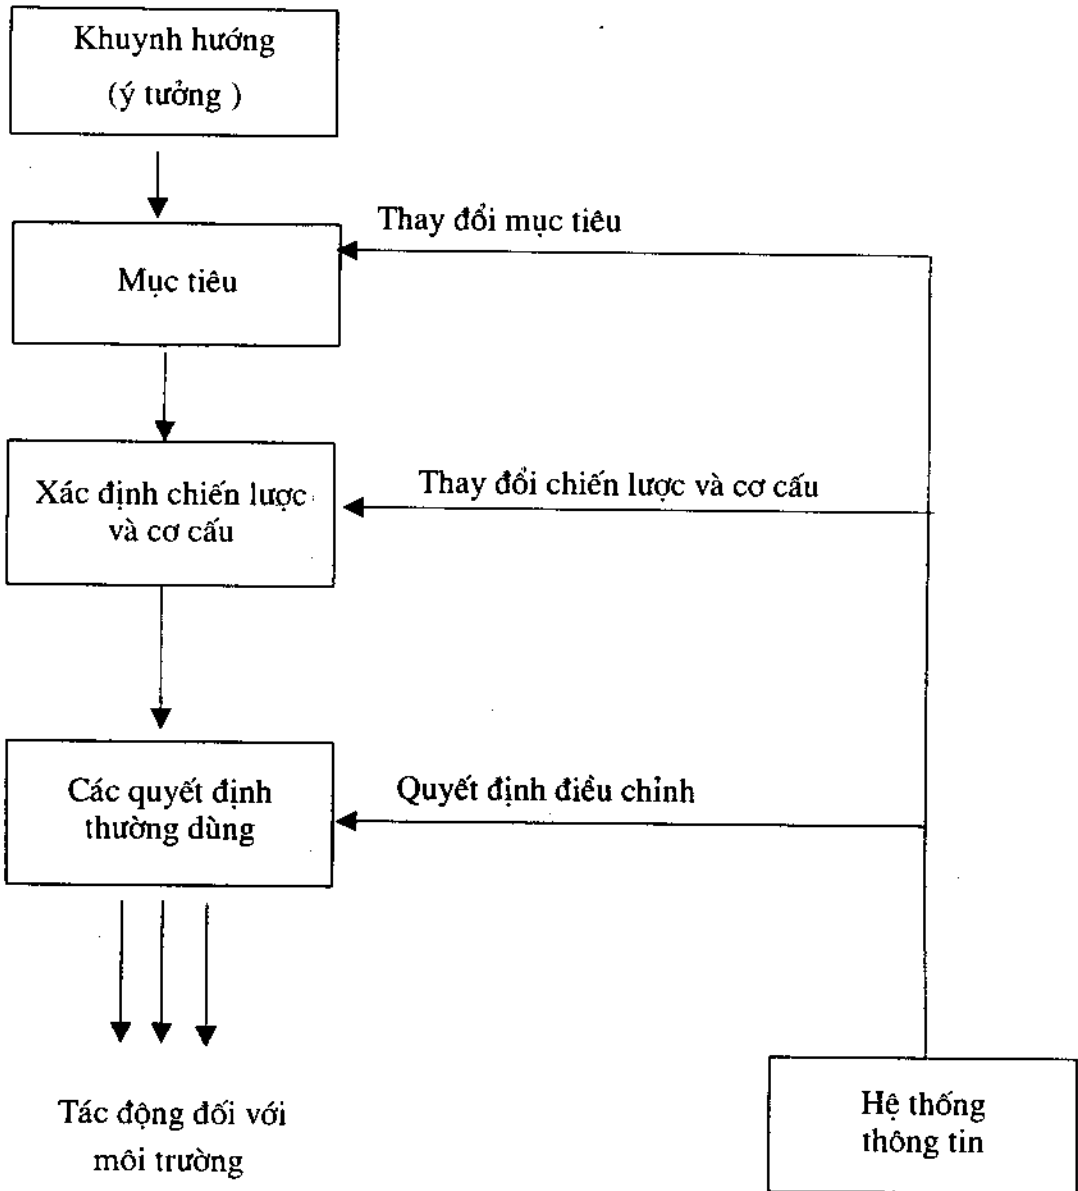 Khuynh hướng
(ý tưởng )
Thay đổi mục tiêu
Mục tiêu
Xác định chiến lược
và cơ cấu
Thay đổi chiến lược và cơ cấu
Các quyết định
thường dùng
Quyết định điều chỉnh
Tác động đối với
môi trường
Hệ thống
thông tin